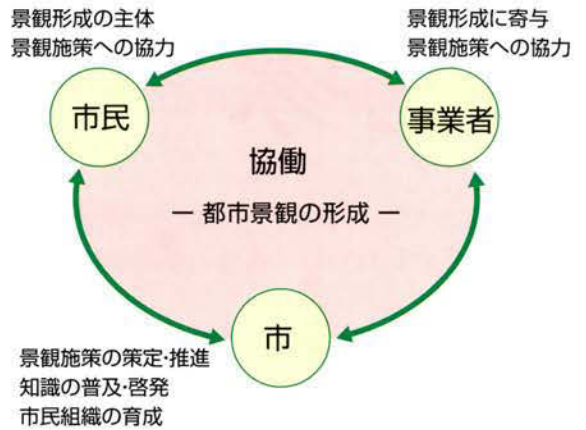 景観形成の主体
景観施策への協力
景観形成に寄与
景観施策への協力
市民
事業者
協働
― 都市景観の形成 ―
市
景観施策の策定・推進
知識の普及・啓発
市民組織の育成